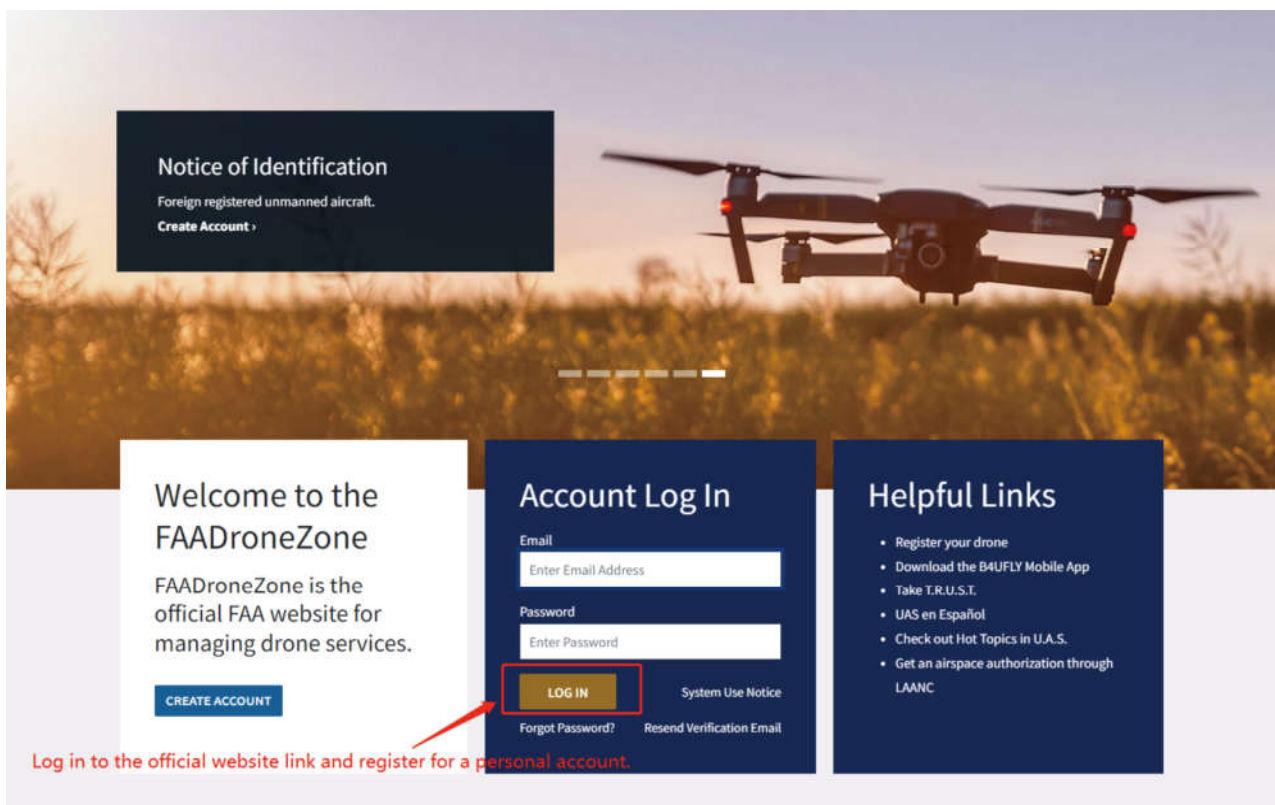 Notice of Identification
Foreign registered unmanned aircraft.
Create Account ›
Welcome to the
FAADroneZone
FAADroneZone is the
official FAA website for
managing drone services.
CREATE ACCOUNT
Account Log In
Email
Enter Email Address
Password
Enter Password
LOG IN
System Use Notice
Forgot Password?
Resend Verification Email
Helpful Links
• Register your drone
• Download the B4UFLY Mobile App
• Take T.R.U.S.T.
• UAS en Español
• Check out Hot Topics in U.A.S.
• Get an airspace authorization through
LAANC
Log in to the official website link and register for a personal account.